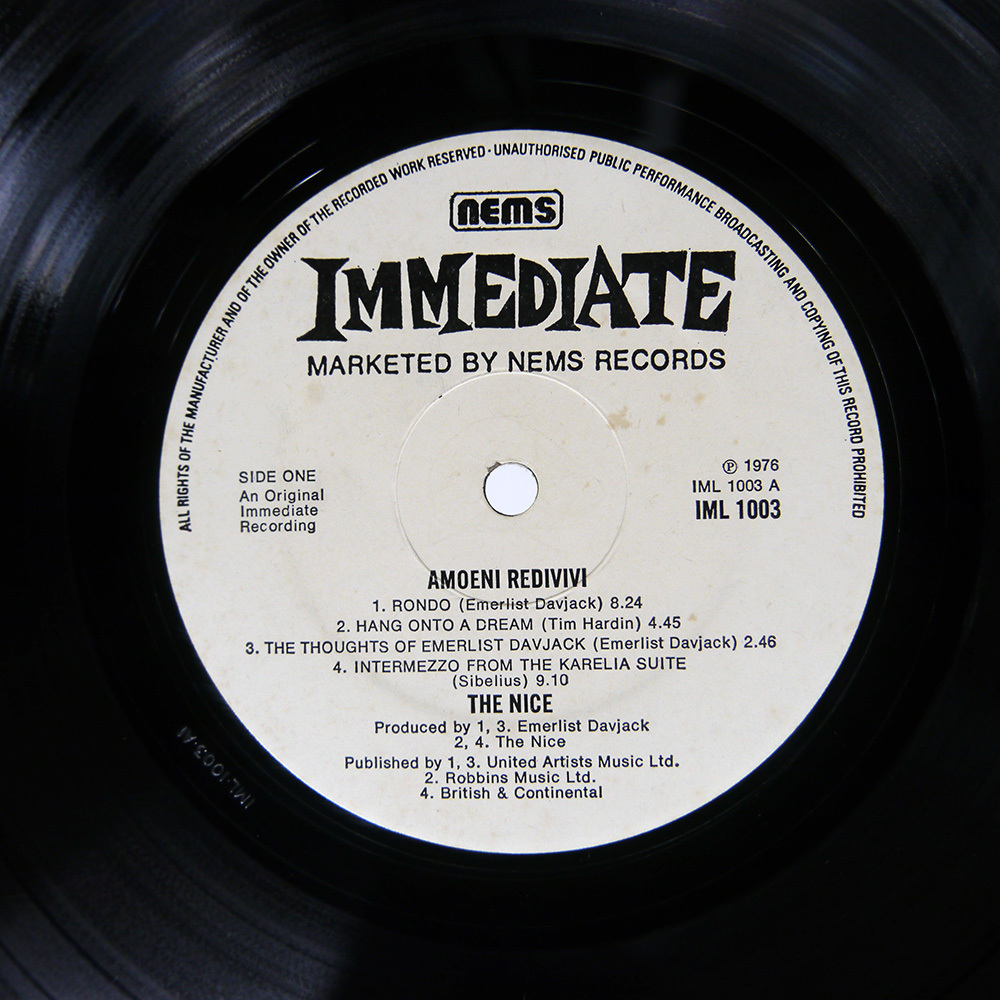 ALL RIGHTS OF THE MANUFACTURER AND OF THE OWNER OF THE RECORDED WORK RESERVED · UNAUTHORISED PUBLIC PERFORMANCE BROADCASTING AND COPYING OF THIS RECORD PROHIBITED
nems
IMMEDIATE
MARKETED BY NEMS RECORDS
SIDE ONE
An Original
Immediate
Recording
℗ 1976
IML 1003 A
IML 1003
AMOENI REDIVIVI
1. RONDO (Emerlist Davjack) 8.24
2. HANG ONTO A DREAM (Tim Hardin) 4.45
3. THE THOUGHTS OF EMERLIST DAVJACK (Emerlist Davjack) 2.46
4. INTERMEZZO FROM THE KARELIA SUITE
(Sibelius) 9.10
THE NICE
Produced by 1, 3. Emerlist Davjack
2, 4. The Nice
Published by 1, 3. United Artists Music Ltd.
2. Robbins Music Ltd.
4. British & Continental
IML·1003·A1